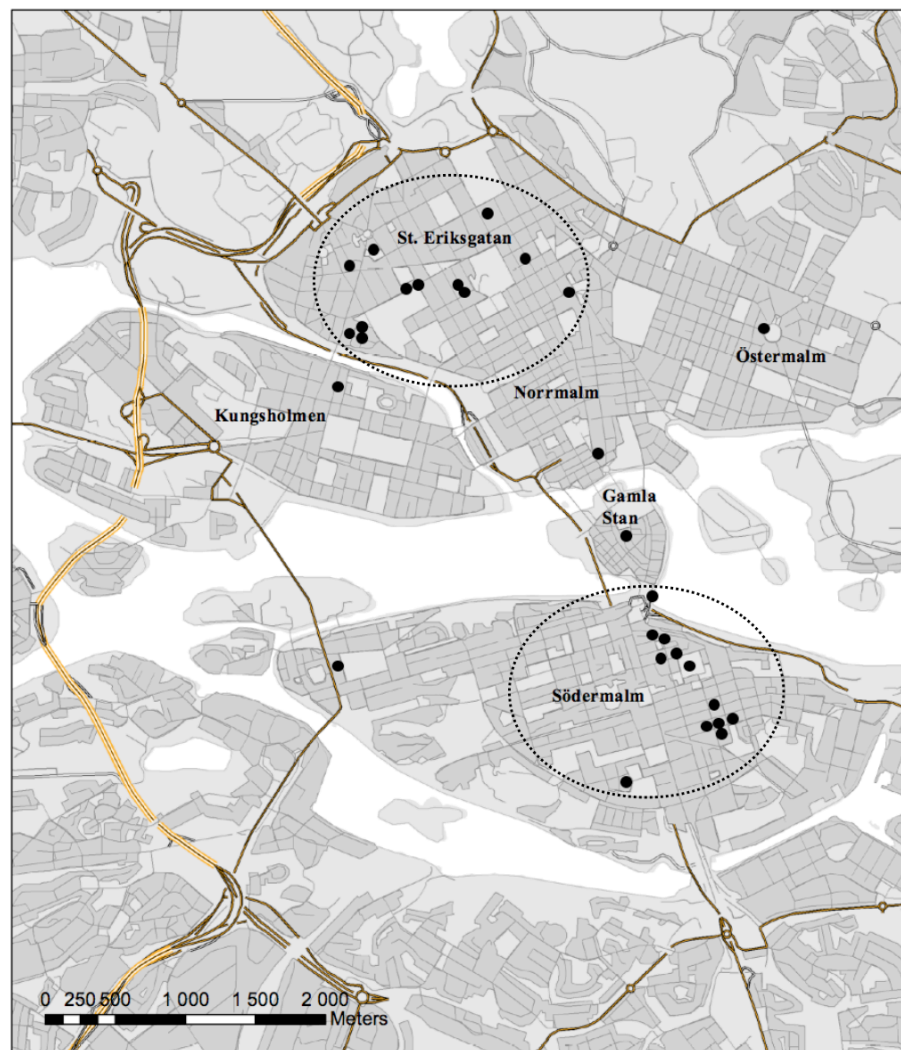 St. Eriksgatan
Östermalm
Norrmalm
Kungsholmen
Gamla
Stan
Södermalm
0 250 500 1 000 1 500 2 000
Meters